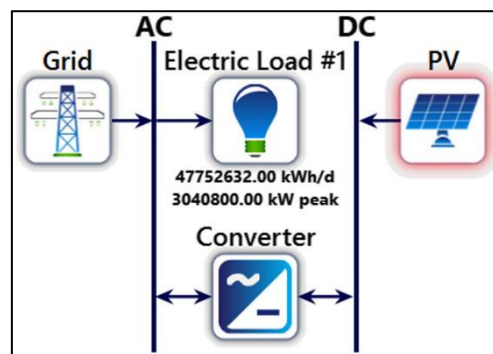 AC DC
Grid Electric Load #1 PV
47752632.00 kWh/d
3040800.00 kW peak
Converter